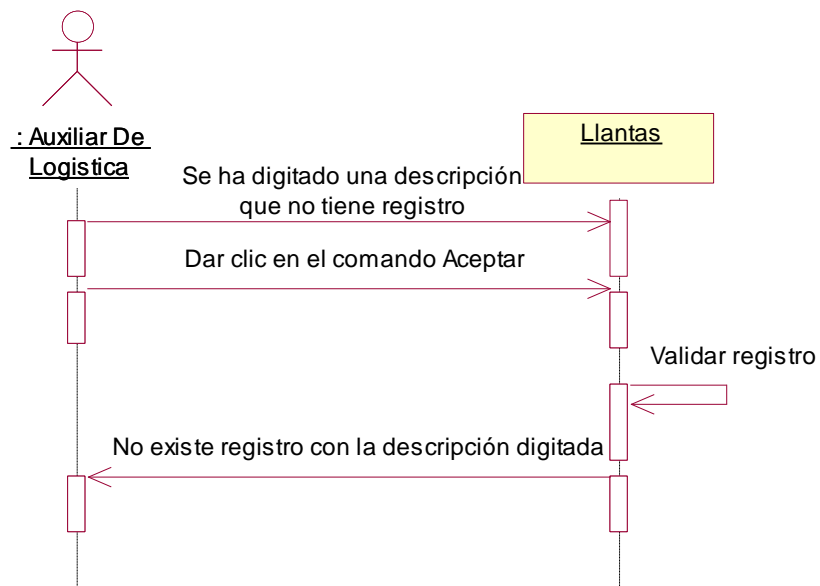 : Auxiliar De
Logistica
Llantas
Se ha digitado una descripción
que no tiene registro
Dar clic en el comando Aceptar
Validar registro
No existe registro con la descripción digitada